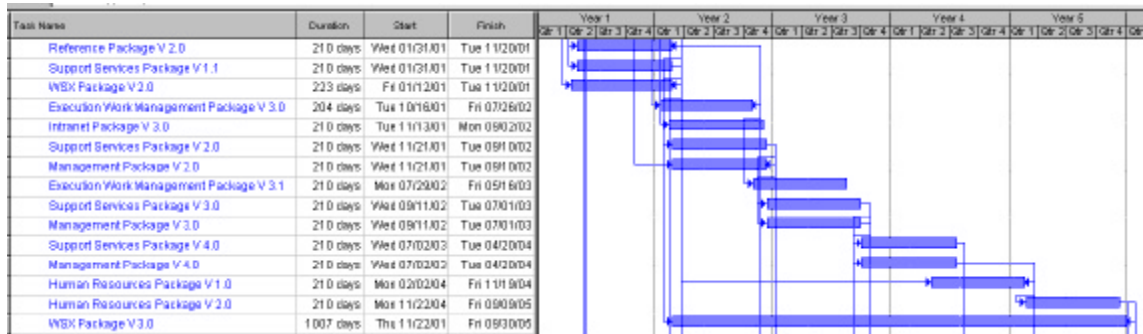 Task Name Duration Start Finish Year 1 Year 2 Year 3 Year 4 Year 5
Qtr 1 Qtr 2 Qtr 3 Qtr 4 Qtr 1 Qtr 2 Qtr 3 Qtr 4 Qtr 1 Qtr 2 Qtr 3 Qtr 4 Qtr 1 Qtr 2 Qtr 3 Qtr 4 Qtr 1 Qtr 2 Qtr 3 Qtr 4
Reference Package V 2.0 210 days Wed 01/31/01 Tue 11/20/01
Support Services Package V 1.1 210 days Wed 01/31/01 Tue 11/20/01
WSX Package V 2.0 223 days Fri 01/12/01 Tue 11/20/01
Execution Work Management Package V 3.0 204 days Tue 10/16/01 Fri 07/26/02
Intranet Package V 3.0 210 days Tue 11/13/01 Mon 09/02/02
Support Services Package V 2.0 210 days Wed 11/21/01 Tue 09/10/02
Management Package V 2.0 210 days Wed 11/21/01 Tue 09/10/02
Execution Work Management Package V 3.1 210 days Mon 07/29/02 Fri 05/16/03
Support Services Package V 3.0 210 days Wed 09/11/02 Tue 07/01/03
Management Package V 3.0 210 days Wed 09/11/02 Tue 07/01/03
Support Services Package V 4.0 210 days Wed 07/02/03 Tue 04/20/04
Management Package V 4.0 210 days Wed 07/02/03 Tue 04/20/04
Human Resources Package V 1.0 210 days Mon 02/02/04 Fri 11/19/04
Human Resources Package V 2.0 210 days Mon 11/22/04 Fri 09/09/05
WSX Package V 3.0 1007 days Thu 11/22/01 Fri 09/30/05